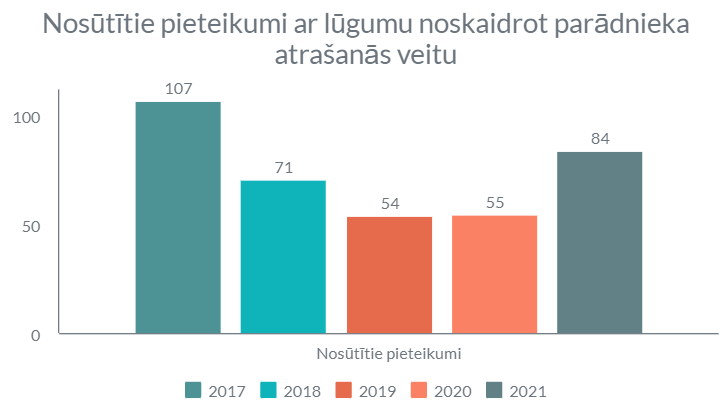 Nosūtītie pieteikumi ar lūgumu noskaidrot parādnieka
atrašanās veitu
107
100
84
71
54
55
50
0
Nosūtītie pieteikumi
2017 2018 2019 2020 2021